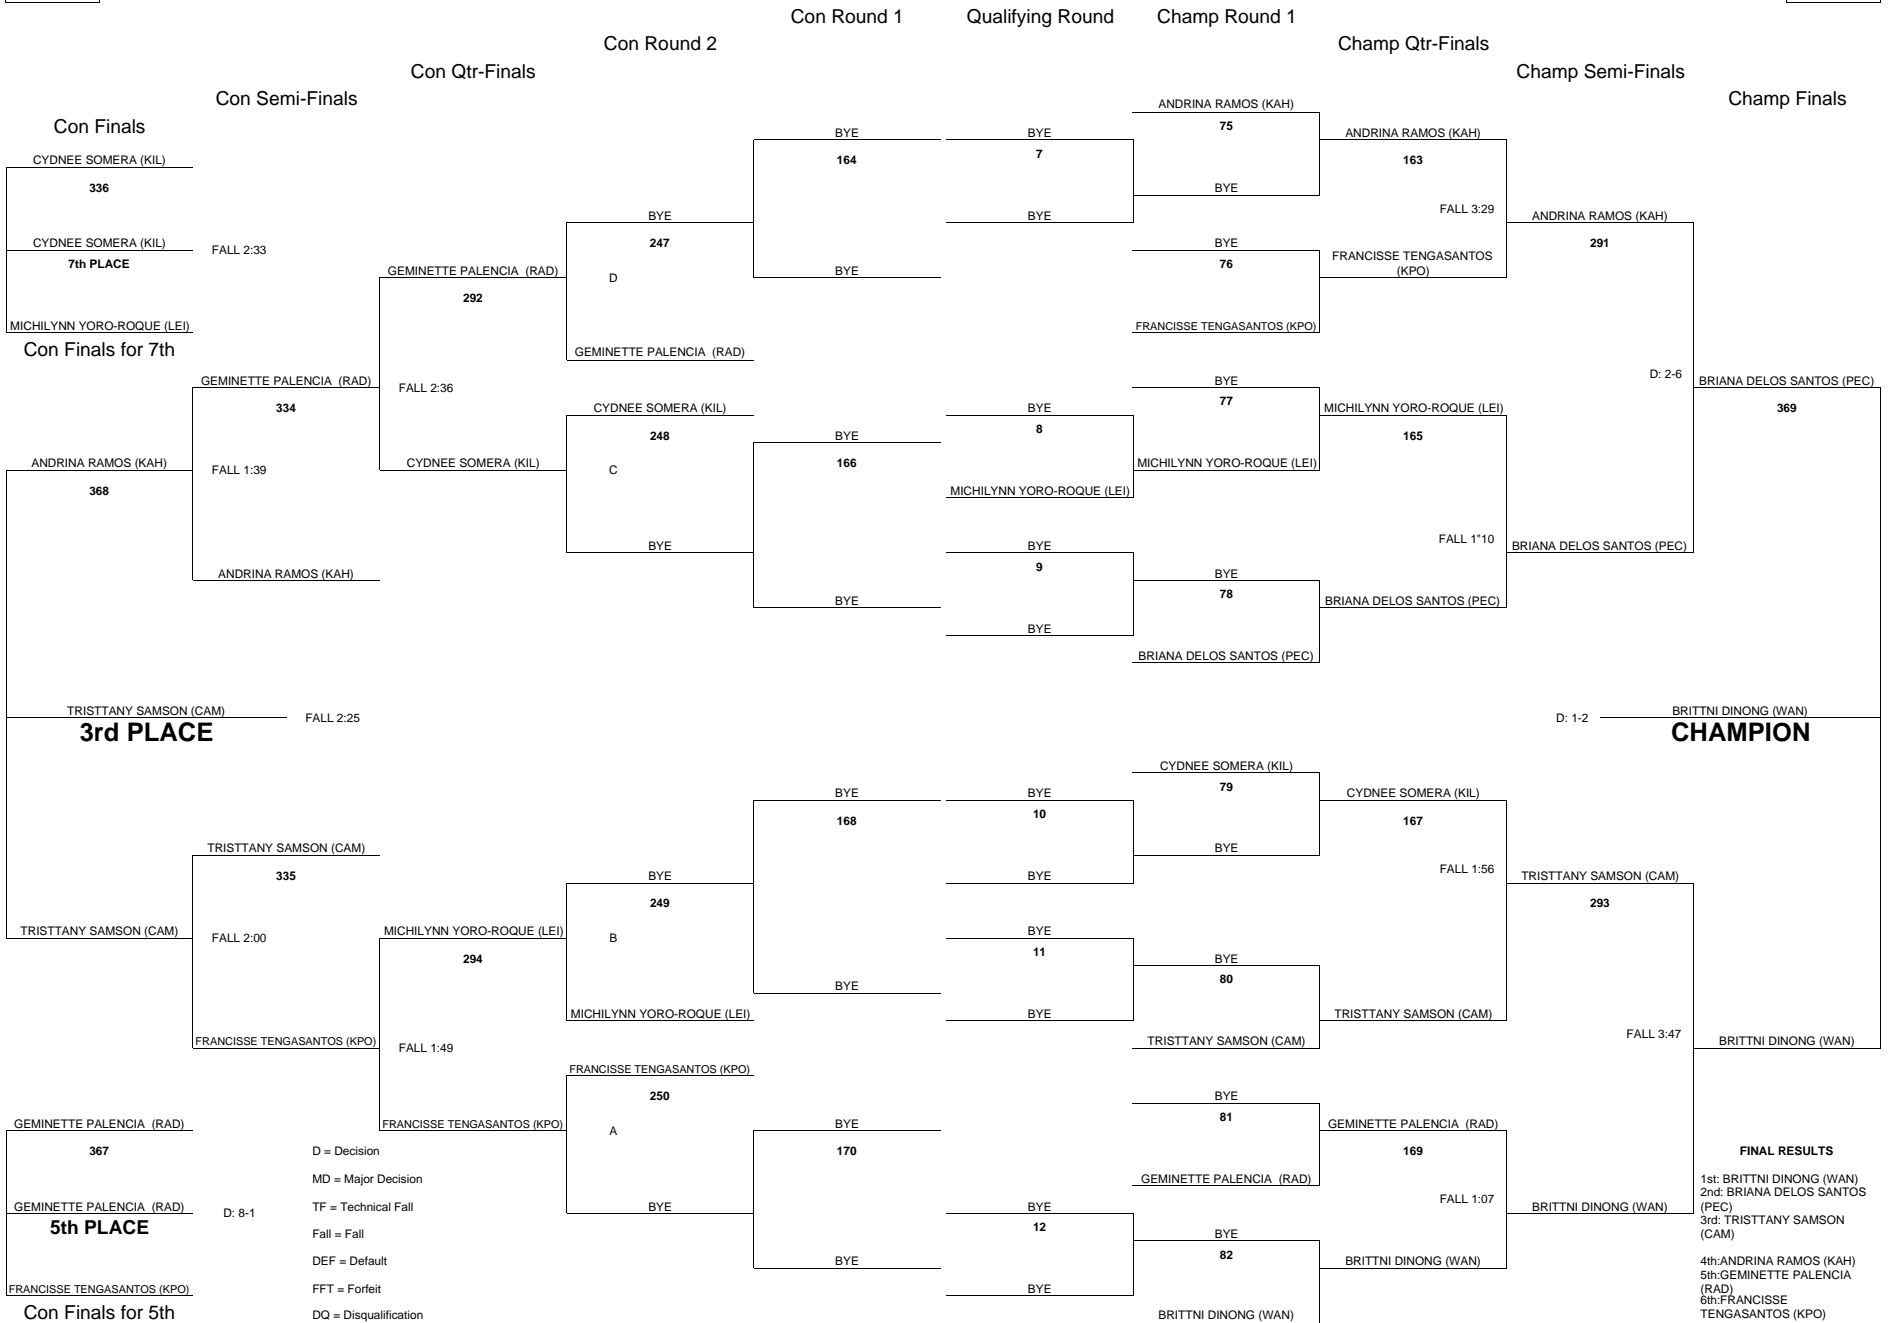 Con Round 1
Qualifying Round
Champ Round 1
Con Round 2
Champ Qtr-Finals
Con Qtr-Finals
Champ Semi-Finals
Con Semi-Finals
Champ Finals
Con Finals
CYDNEE SOMERA (KIL)
336
CYDNEE SOMERA (KIL)
7th PLACE
FALL 2:33
MICHILYNN YORO-ROQUE (LEI)
Con Finals for 7th
ANDRINA RAMOS (KAH)
368
TRISTTANY SAMSON (CAM)
3rd PLACE
FALL 2:25
TRISTTANY SAMSON (CAM)
GEMINETTE PALENCIA (RAD)
367
GEMINETTE PALENCIA (RAD)
5th PLACE
D: 8-1
FRANCISSE TENGASANTOS (KPO)
Con Finals for 5th
GEMINETTE PALENCIA (RAD)
334
FALL 1:39
ANDRINA RAMOS (KAH)
TRISTTANY SAMSON (CAM)
335
FALL 2:00
FRANCISSE TENGASANTOS (KPO)
D = Decision
MD = Major Decision
TF = Technical Fall
Fall = Fall
DEF = Default
FFT = Forfeit
DQ = Disqualification
GEMINETTE PALENCIA (RAD)
292
FALL 2:36
CYDNEE SOMERA (KIL)
MICHILYNN YORO-ROQUE (LEI)
294
FALL 1:49
FRANCISSE TENGASANTOS (KPO)
BYE
247
D
GEMINETTE PALENCIA (RAD)
CYDNEE SOMERA (KIL)
248
C
BYE
BYE
249
B
MICHILYNN YORO-ROQUE (LEI)
FRANCISSE TENGASANTOS (KPO)
250
A
BYE
BYE
164
BYE
BYE
166
BYE
BYE
168
BYE
BYE
170
BYE
BYE
7
BYE
BYE
8
MICHILYNN YORO-ROQUE (LEI)
BYE
9
BYE
BYE
10
BYE
BYE
11
BYE
BYE
12
BYE
ANDRINA RAMOS (KAH)
75
BYE
BYE
76
FRANCISSE TENGASANTOS (KPO)
BYE
77
MICHILYNN YORO-ROQUE (LEI)
BYE
78
BRIANA DELOS SANTOS (PEC)
CYDNEE SOMERA (KIL)
79
BYE
BYE
80
TRISTTANY SAMSON (CAM)
BYE
81
GEMINETTE PALENCIA (RAD)
BYE
82
BRITTNI DINONG (WAN)
ANDRINA RAMOS (KAH)
163
FALL 3:29
FRANCISSE TENGASANTOS
(KPO)
MICHILYNN YORO-ROQUE (LEI)
165
FALL 1"10
BRIANA DELOS SANTOS (PEC)
CYDNEE SOMERA (KIL)
167
FALL 1:56
TRISTTANY SAMSON (CAM)
GEMINETTE PALENCIA (RAD)
169
FALL 1:07
BRITTNI DINONG (WAN)
ANDRINA RAMOS (KAH)
291
D: 2-6
BRIANA DELOS SANTOS (PEC)
TRISTTANY SAMSON (CAM)
293
FALL 3:47
BRITTNI DINONG (WAN)
BRIANA DELOS SANTOS (PEC)
369
D: 1-2
BRITTNI DINONG (WAN)
CHAMPION
BRITTNI DINONG (WAN)
FINAL RESULTS
1st: BRITTNI DINONG (WAN)
2nd: BRIANA DELOS SANTOS
(PEC)
3rd: TRISTTANY SAMSON
(CAM)
4th:ANDRINA RAMOS (KAH)
5th:GEMINETTE PALENCIA
(RAD)
6th:FRANCISSE
TENGASANTOS (KPO)